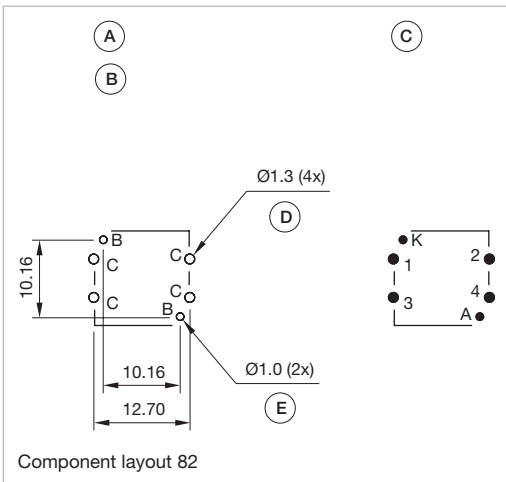 A
C
B
Ø1.3 (4x)
D
B
K
C
C
1
2
10.16
C
C
3
4
B
A
10.16
Ø1.0 (2x)
12.70
E
Component layout 82